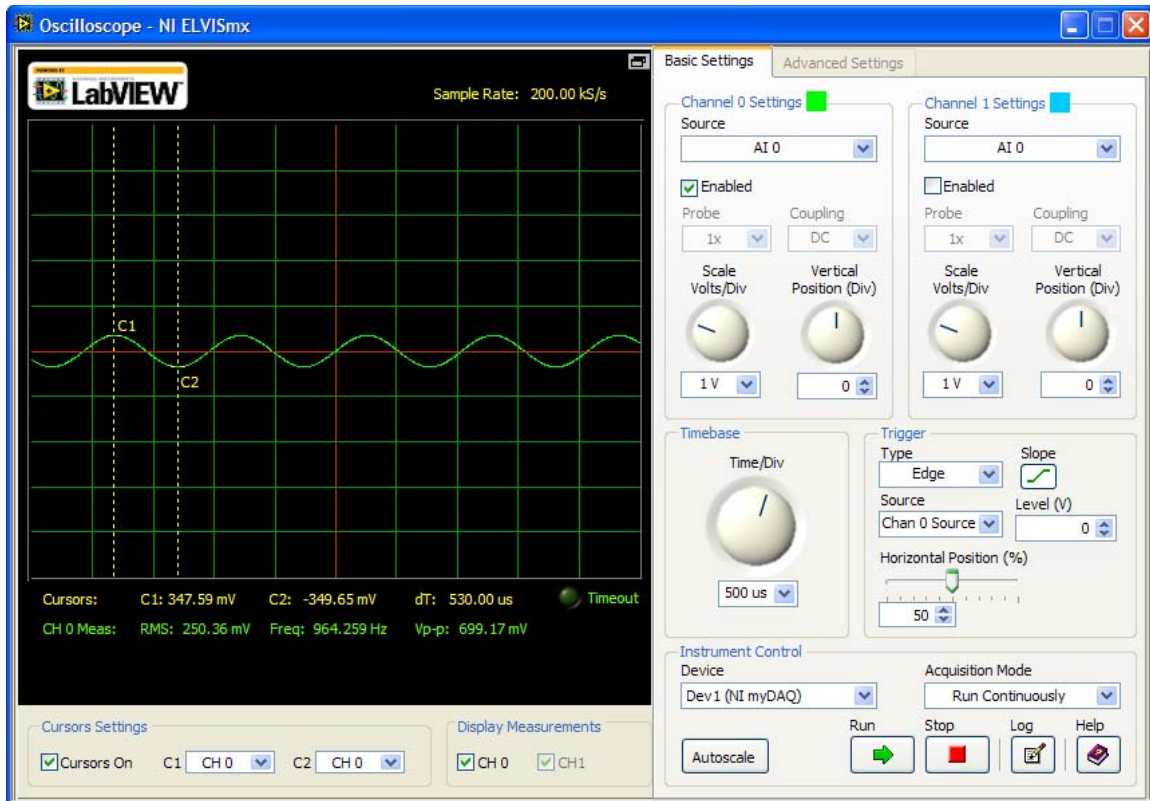 Oscilloscope - NI ELVISmx
POWERED BY
LabVIEW
Sample Rate: 200.00 kS/s
C1
C2
Cursors: C1: 347.59 mV C2: -349.65 mV dT: 530.00 us Timeout
CH 0 Meas: RMS: 250.36 mV Freq: 964.259 Hz Vp-p: 699.17 mV
Cursors Settings
Cursors On C1 CH 0 C2 CH 0
Display Measurements
CH 0 CH1
Basic Settings Advanced Settings
Channel 0 Settings
Source
AI 0
Enabled
Probe Coupling
1x DC
Scale Volts/Div
Vertical Position (Div)
1 V 0
Channel 1 Settings
Source
AI 0
Enabled
Probe Coupling
1x DC
Scale Volts/Div
Vertical Position (Div)
1 V 0
Timebase
Time/Div
500 us
Trigger
Type Slope
Edge
Source Level (V)
Chan 0 Source 0
Horizontal Position (%)
50
Instrument Control
Device Acquisition Mode
Dev1 (NI myDAQ) Run Continuously
Run Stop Log Help
Autoscale